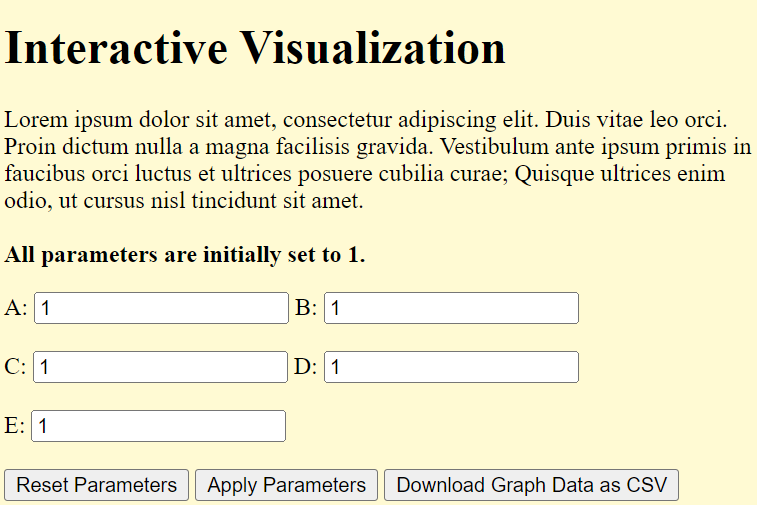 Interactive Visualization
Lorem ipsum dolor sit amet, consectetur adipiscing elit. Duis vitae leo orci.
Proin dictum nulla a magna facilisis gravida. Vestibulum ante ipsum primis in
faucibus orci luctus et ultrices posuere cubilia curae; Quisque ultrices enim
odio, ut cursus nisl tincidunt sit amet.
All parameters are initially set to 1.
A: 1 B: 1
C: 1 D: 1
E: 1
Reset Parameters Apply Parameters Download Graph Data as CSV